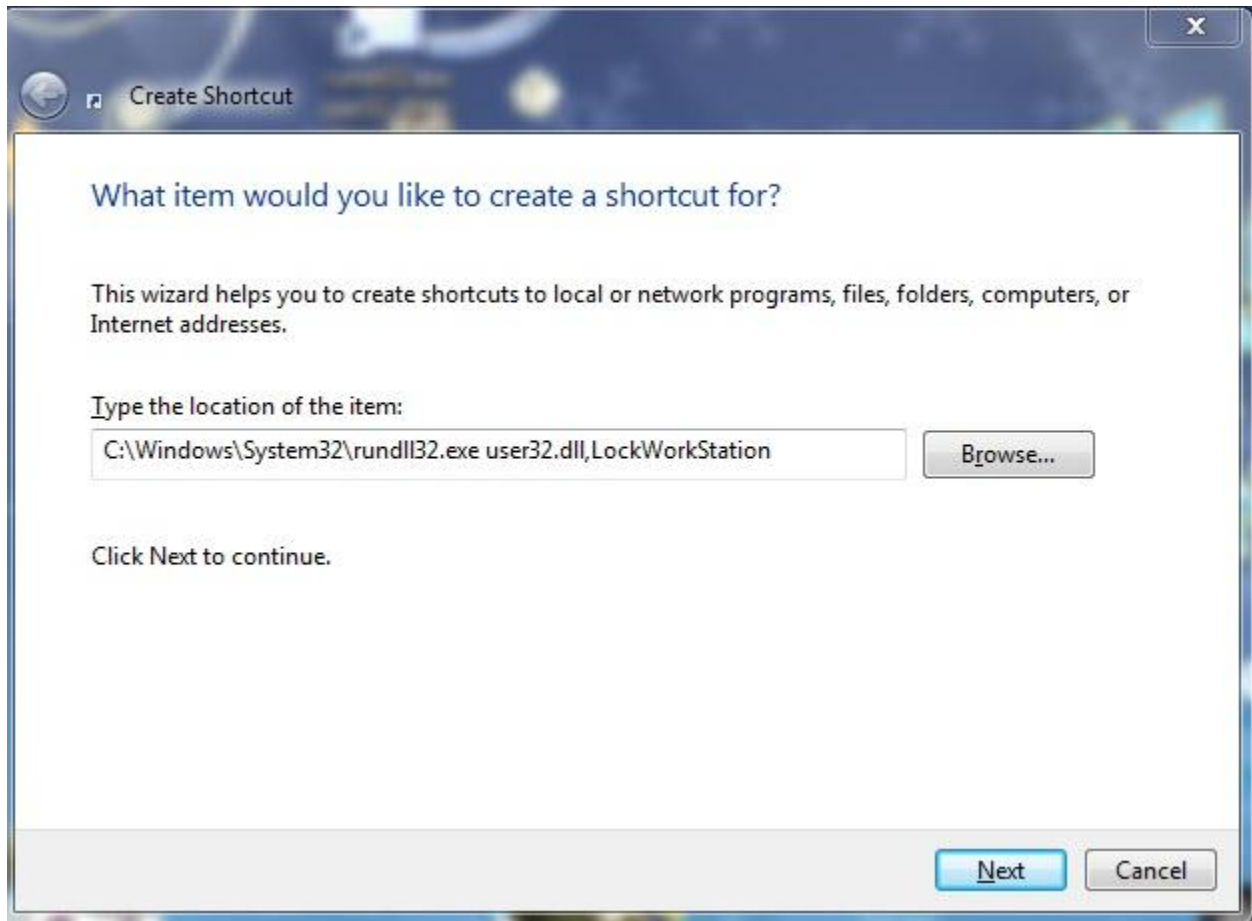 Create Shortcut
What item would you like to create a shortcut for?
This wizard helps you to create shortcuts to local or network programs, files, folders, computers, or
Internet addresses.
Type the location of the item:
C:\Windows\System32\rundll32.exe user32.dll,LockWorkStation
Browse...
Click Next to continue.
Next
Cancel